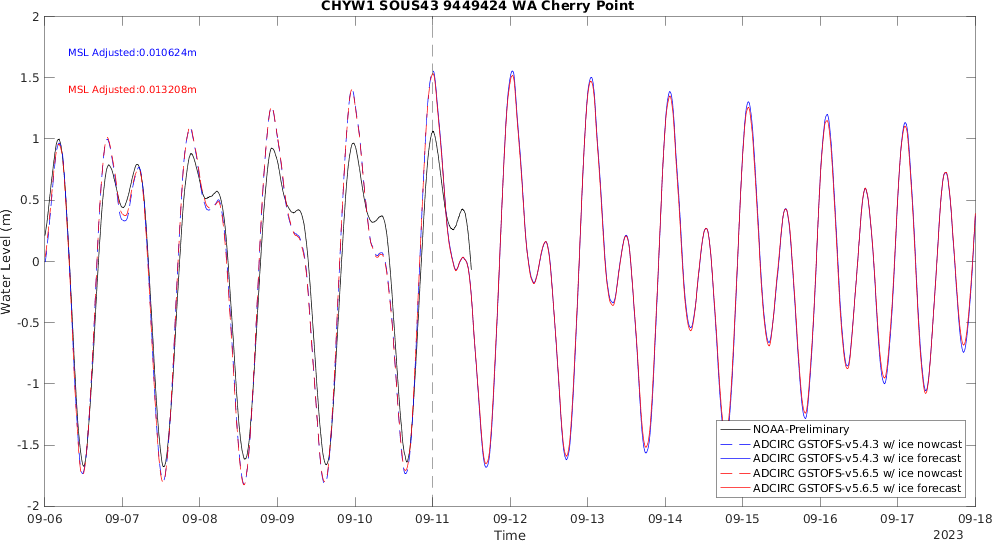 CHYW1 SOUS43 9449424 WA Cherry Point
MSL Adjusted:0.010624m
MSL Adjusted:0.013208m
Water Level (m)
2
1.5
1
0.5
0
-0.5
-1
-1.5
-2
NOAA-Preliminary
ADCIRC GSTOFS-v5.4.3 w/ ice nowcast
ADCIRC GSTOFS-v5.4.3 w/ ice forecast
ADCIRC GSTOFS-v5.6.5 w/ ice nowcast
ADCIRC GSTOFS-v5.6.5 w/ ice forecast
09-06 09-07 09-08 09-09 09-10 09-11 09-12 09-13 09-14 09-15 09-16 09-17 09-18
Time
2023